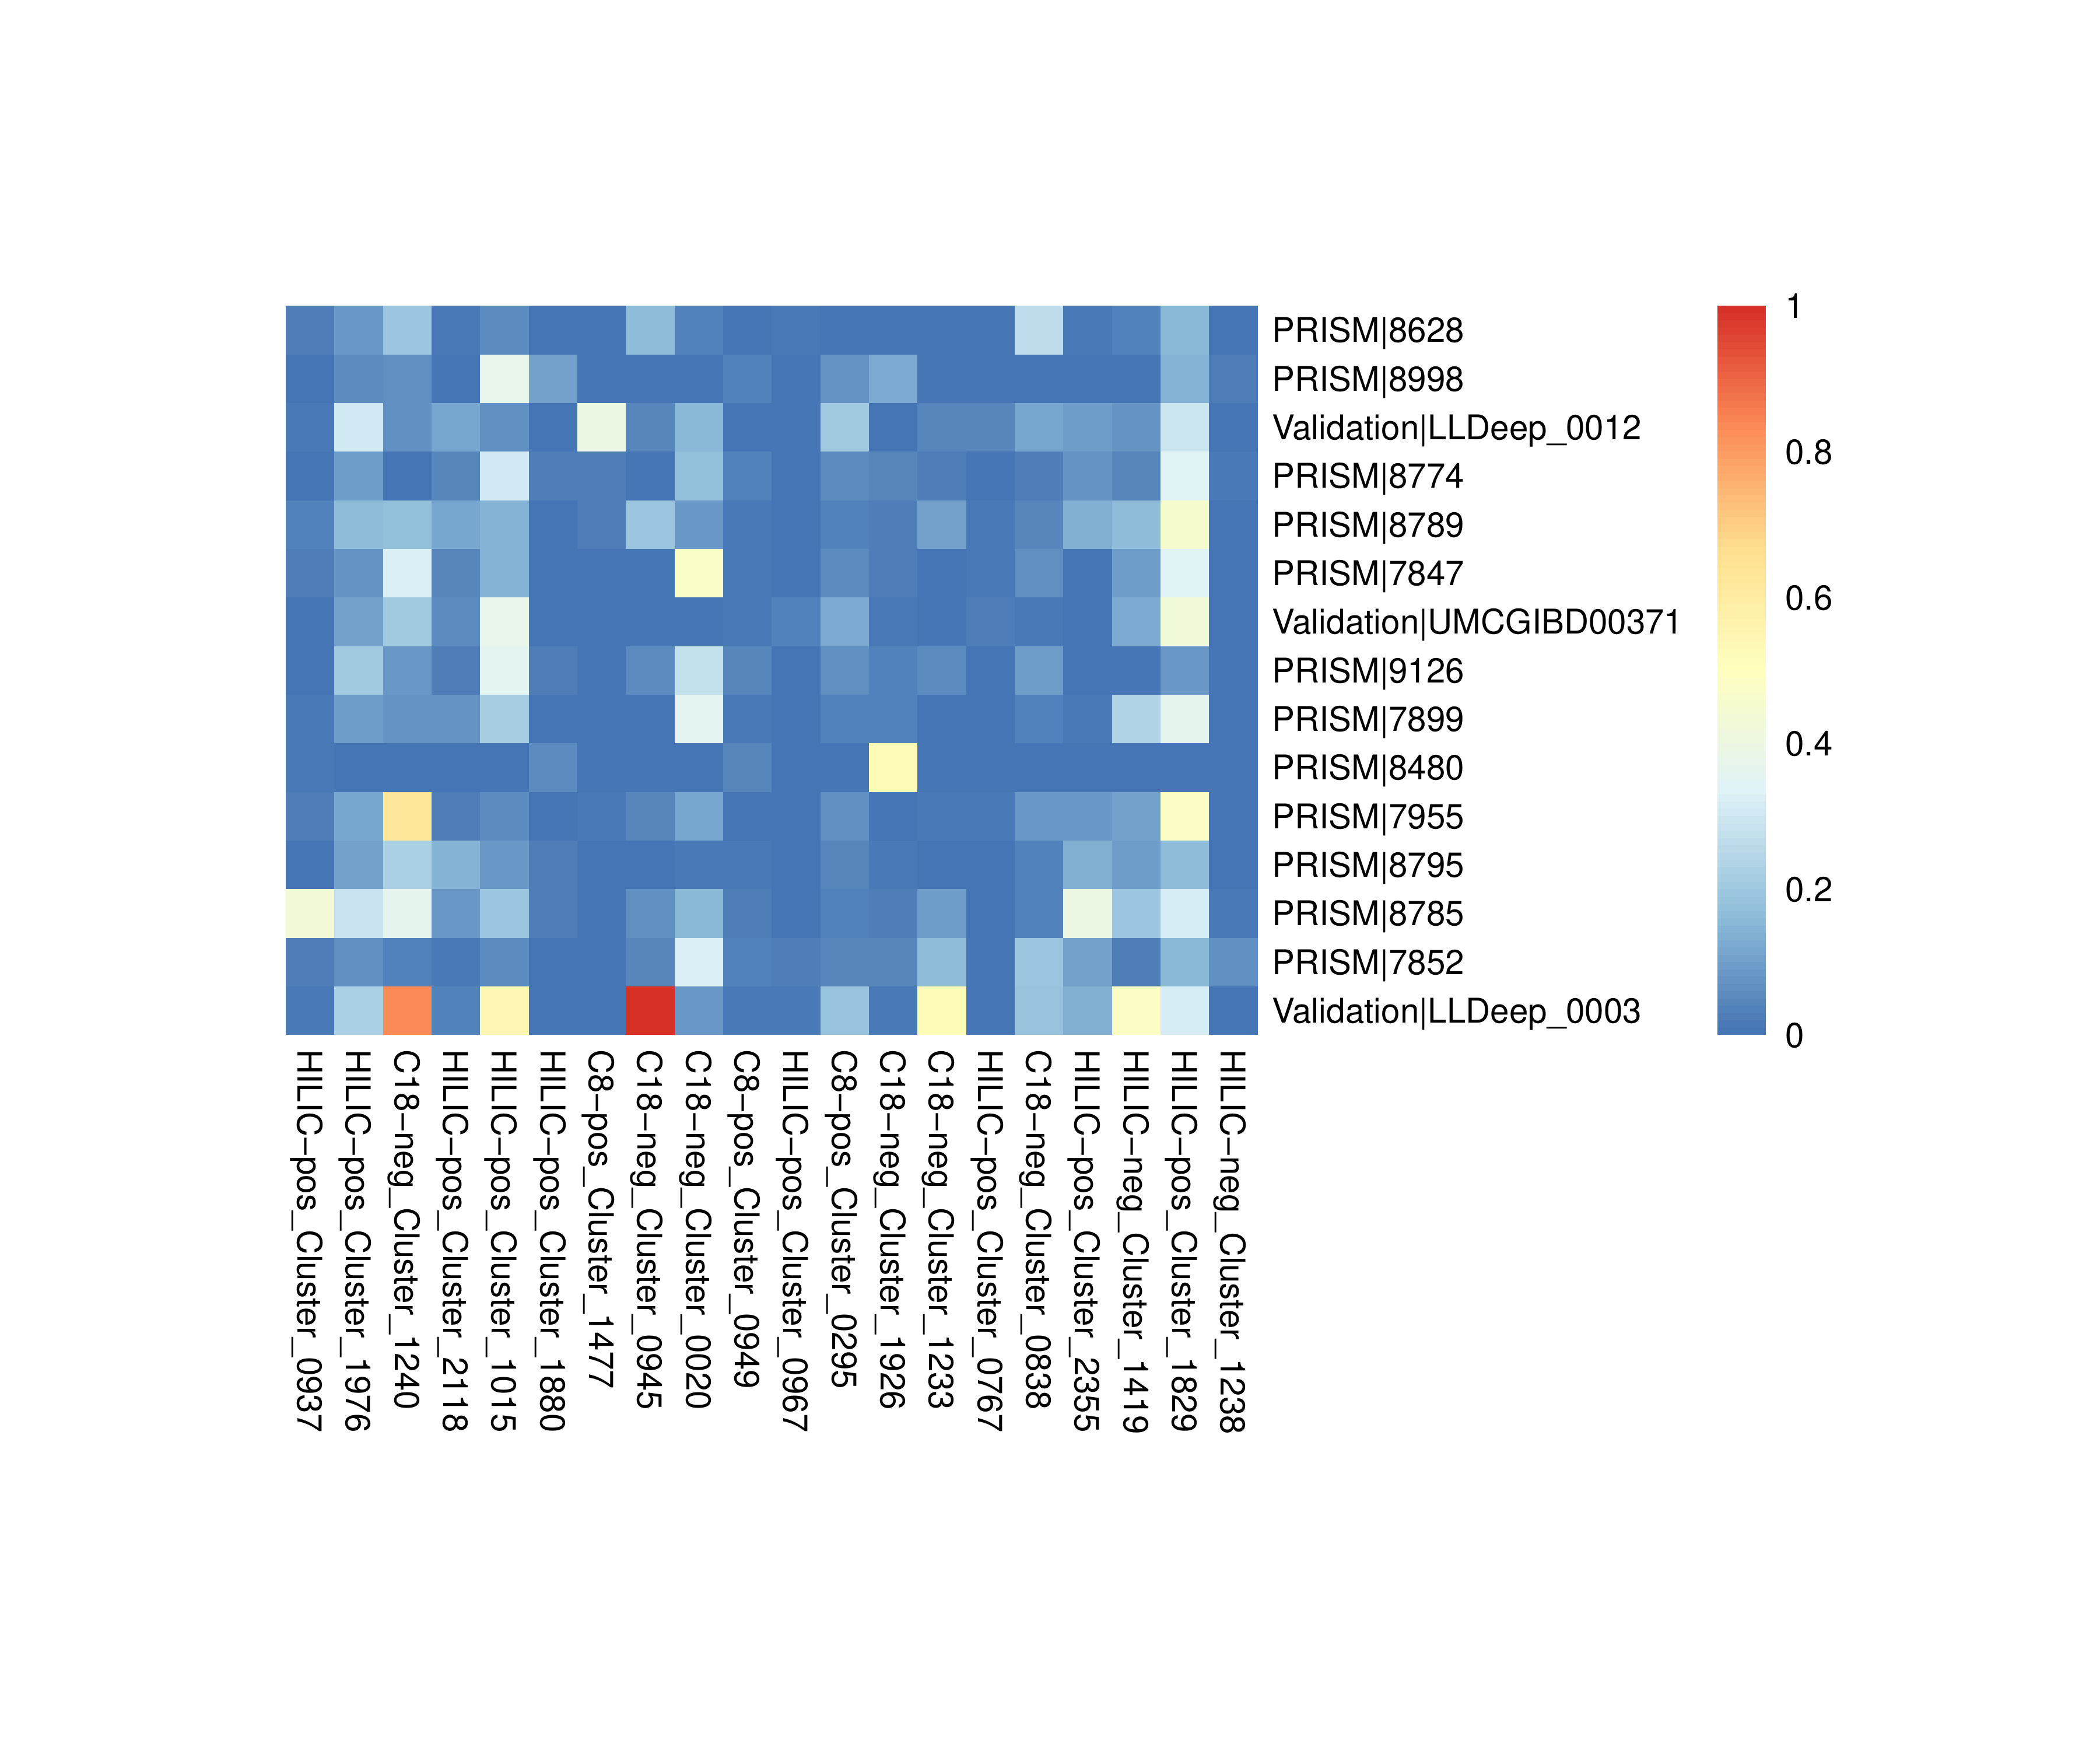 PRISM|8628
PRISM|8998
Validation|LLDeep_0012
PRISM|8774
PRISM|8789
PRISM|7847
Validation|UMCGIBD00371
PRISM|9126
PRISM|7899
PRISM|8480
PRISM|7955
PRISM|8795
PRISM|8785
PRISM|7852
Validation|LLDeep_0003
1
0.8
0.6
0.4
0.2
0
HILIC-pos_Cluster_0937
HILIC-pos_Cluster_1976
C18-neg_Cluster_1240
HILIC-pos_Cluster_2118
HILIC-pos_Cluster_1015
HILIC-pos_Cluster_1880
C8-pos_Cluster_1477
C18-neg_Cluster_0945
C18-neg_Cluster_0020
C8-pos_Cluster_0949
HILIC-pos_Cluster_0967
C8-pos_Cluster_0295
C18-neg_Cluster_1926
C18-neg_Cluster_1233
HILIC-pos_Cluster_0767
C18-neg_Cluster_0838
HILIC-pos_Cluster_2355
HILIC-neg_Cluster_1419
HILIC-pos_Cluster_1829
HILIC-neg_Cluster_1238